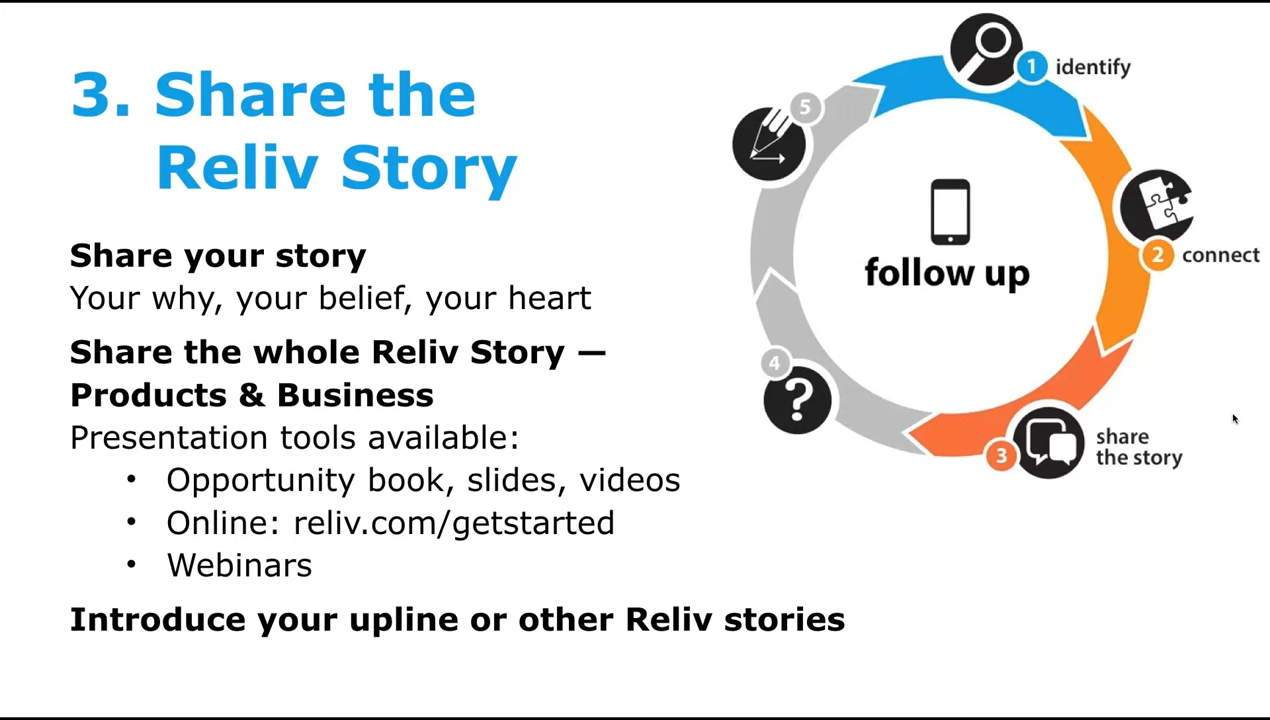 3. Share the
Reliv Story
Share your story
Your why, your belief, your heart
Share the whole Reliv Story —
Products & Business
Presentation tools available:
• Opportunity book, slides, videos
• Online: reliv.com/getstarted
• Webinars
Introduce your upline or other Reliv stories
1 identify
2 connect
3 share
the story
4
?
5
follow up